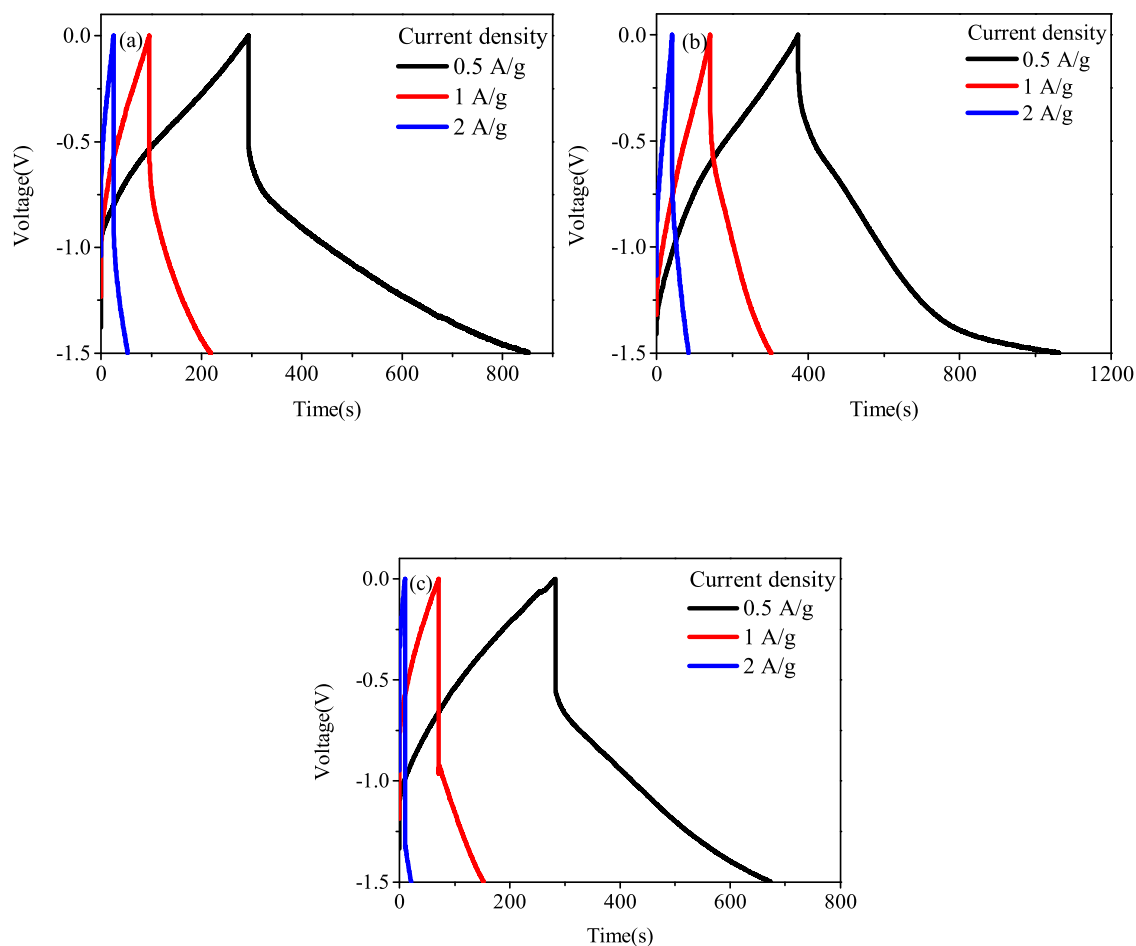 (a)
Current density
0.5 A/g
1 A/g
2 A/g
0.0
-0.5
-1.0
-1.5
Voltage(V)
0 200 400 600 800
Time(s)
(b)
Current density
0.5 A/g
1 A/g
2 A/g
0.0
-0.5
-1.0
-1.5
Voltage(V)
0 400 800 1200
Time(s)
(c)
Current density
0.5 A/g
1 A/g
2 A/g
0.0
-0.5
-1.0
-1.5
Voltage(V)
0 200 400 600 800
Time(s)